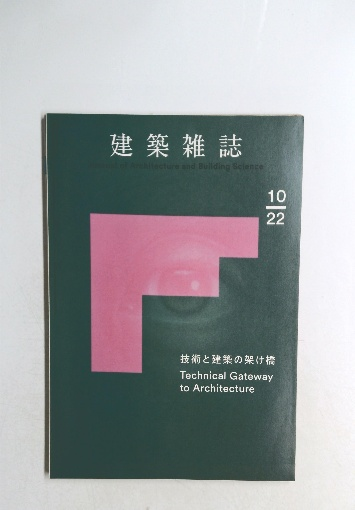 建築雑誌
Architecture and Building Science
10
22
技術と建築の架け橋
Technical Gateway
to Architecture